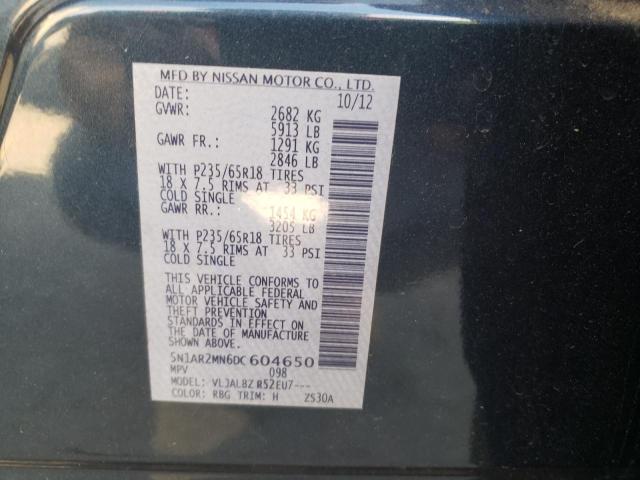 MFD BY NISSAN MOTOR CO., LTD.
DATE: 10/12
GVWR: 2682 KG
5913 LB
GAWR FR.: 1291 KG
2846 LB
WITH P235/65R18 TIRES
18 X 7.5 RIMS AT 33 PSI
COLD SINGLE
GAWR RR.: 1454 KG
3205 LB
WITH P235/65R18 TIRES
18 X 7.5 RIMS AT 33 PSI
COLD SINGLE
THIS VEHICLE CONFORMS TO
ALL APPLICABLE FEDERAL
MOTOR VEHICLE SAFETY AND
THEFT PREVENTION
STANDARDS IN EFFECT ON
THE DATE OF MANUFACTURE
SHOWN ABOVE.
5N1AR2MN6DC604650
MPV 098
MODEL: VLJALBZ R52EU7---
COLOR: RBG TRIM: H ZS30A